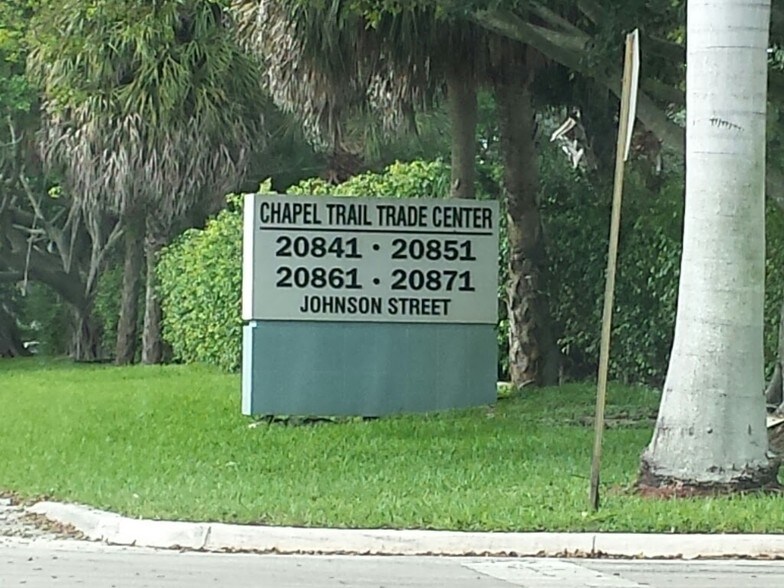 CHAPEL TRAIL TRADE CENTER
20841 · 20851
20861 · 20871
JOHNSON STREET